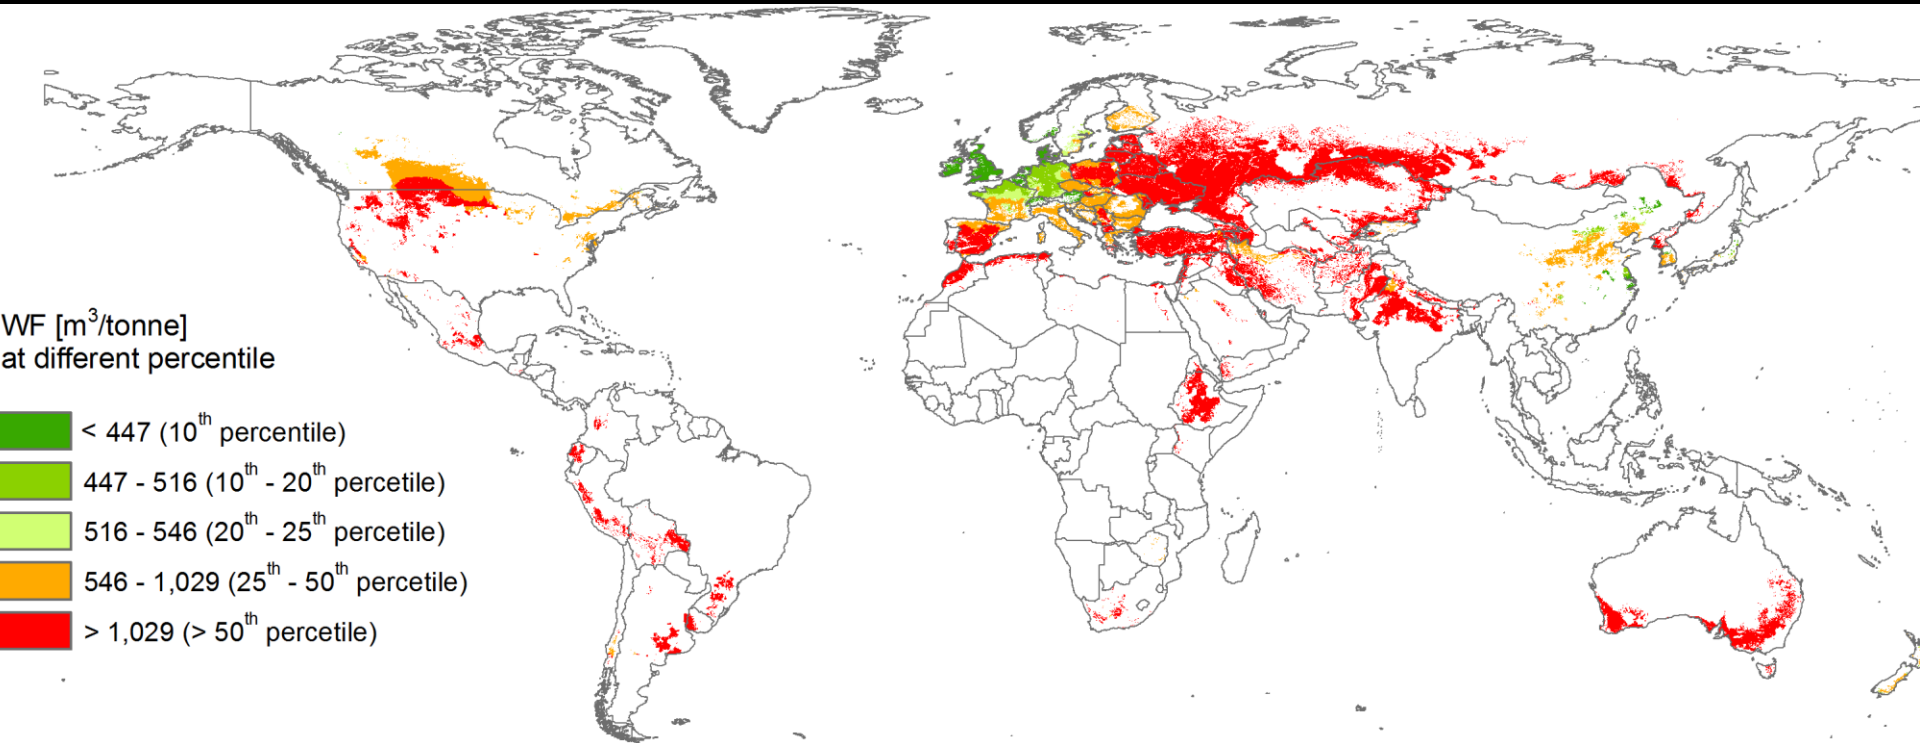 WF [m³/tonne]
at different percentile
< 447 (10th percentile)
447 - 516 (10th - 20th percetile)
516 - 546 (20th - 25th percetile)
546 - 1,029 (25th - 50th percetile)
> 1,029 (> 50th percetile)